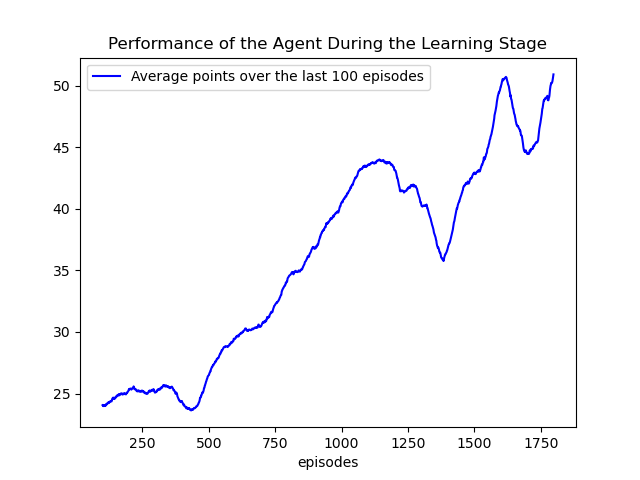 Performance of the Agent During the Learning Stage
Average points over the last 100 episodes
50
45
40
35
30
25
250 500 750 1000 1250 1500 1750
episodes